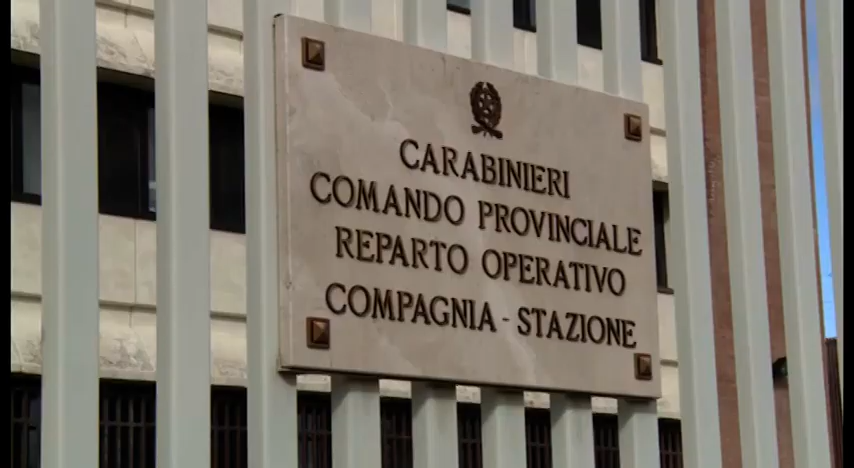 CARABINIERI
COMANDO PROVINCIALE
REPARTO OPERATIVO
COMPAGNIA - STAZIONE